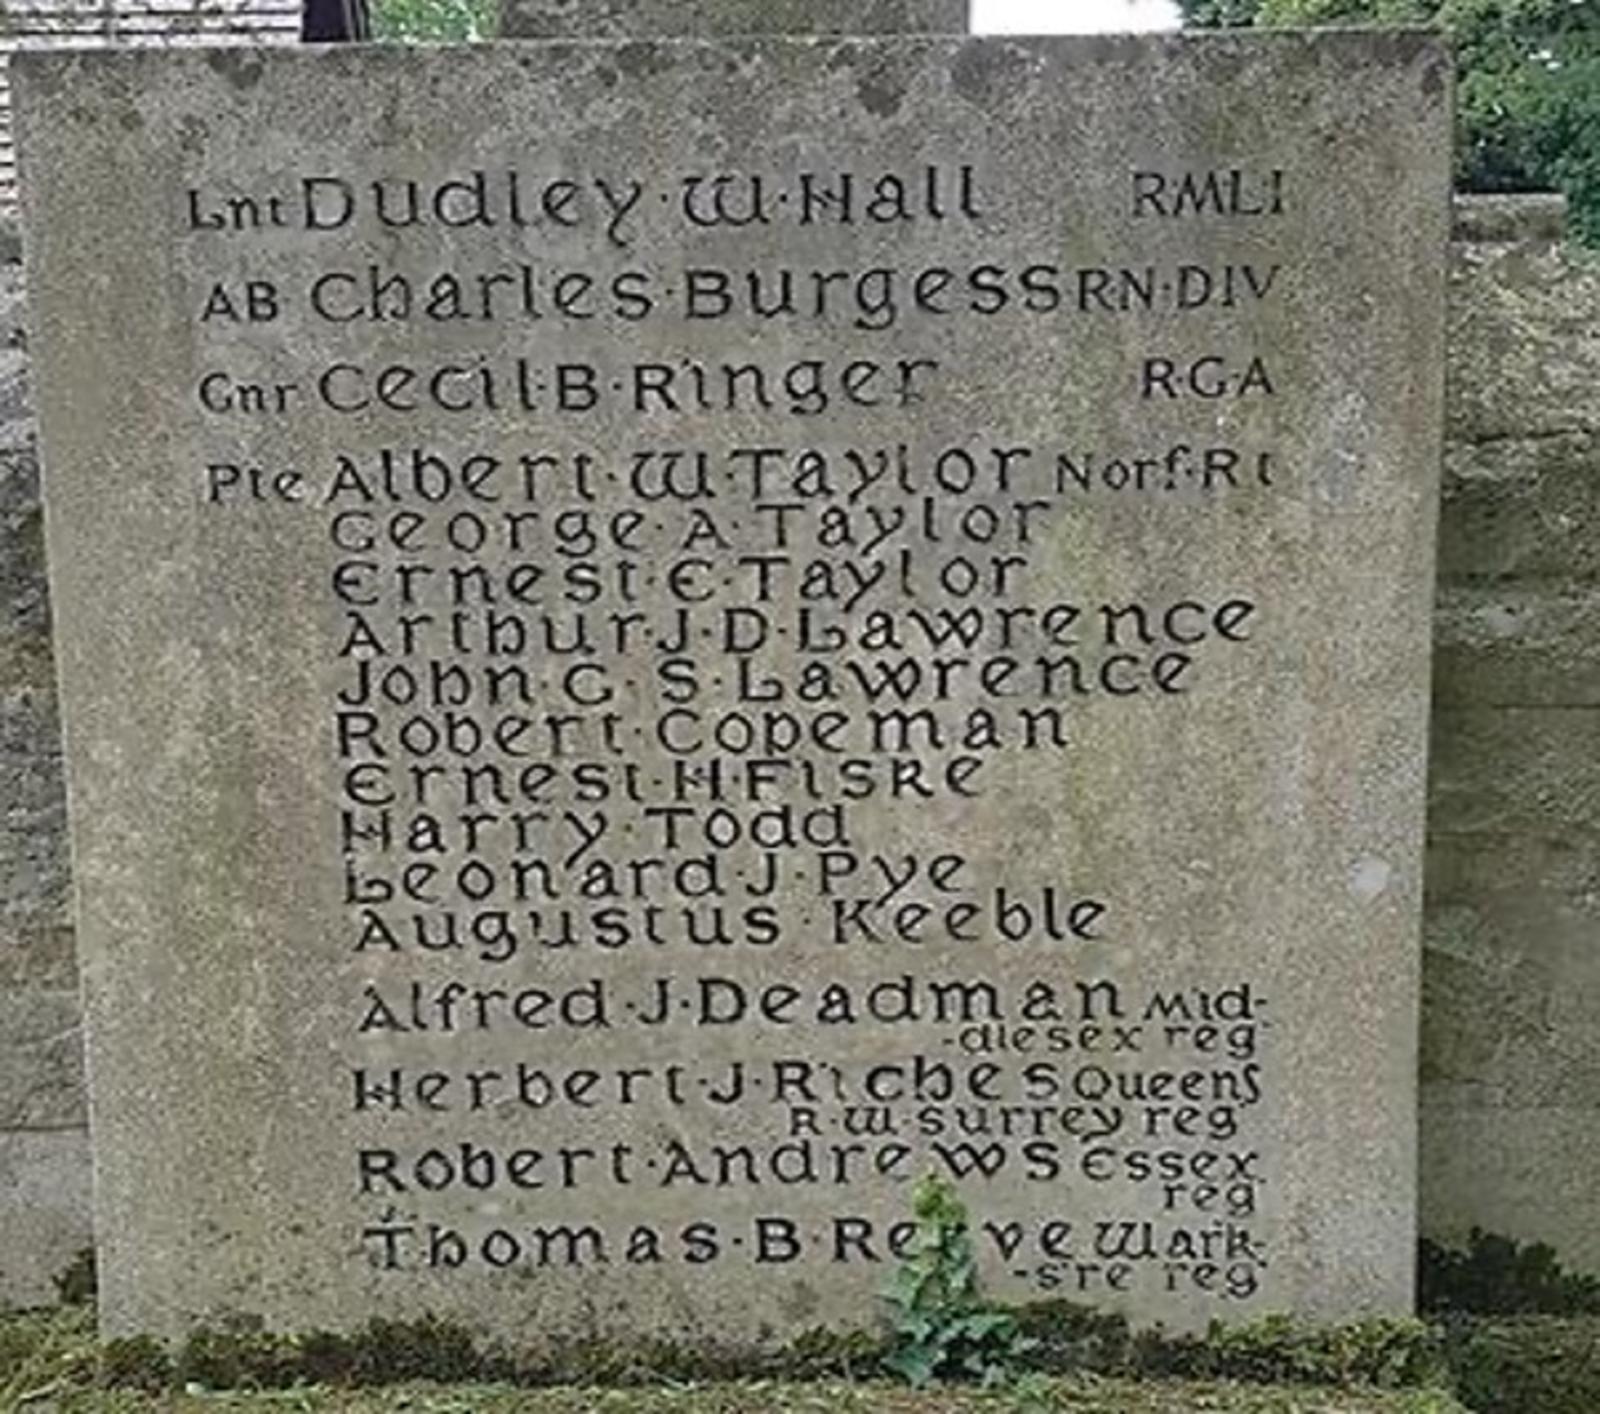 Lnt Dudley·W·Hall R·M·L·I
AB Charles·Burgess RN·DIV
Gnr Cecil·B·Ringer R·G·A
Pte Albert·W·Taylor Norf·Rt
George·A·Taylor
Ernest·E·Taylor
Arthur·J·D·Lawrence
John·G·S·Lawrence
Robert·Copeman
Ernest·H·Fiske
Harry·Todd
Leonard·J·Pye
Augustus·Keeble
Alfred·J·Deadman Mid-
-dlesex reg
Herbert·J·Riches Queens
R·W·Surrey reg
Robert·Andrews Essex
reg
Thomas·B·Reeve Wark-
-s're reg